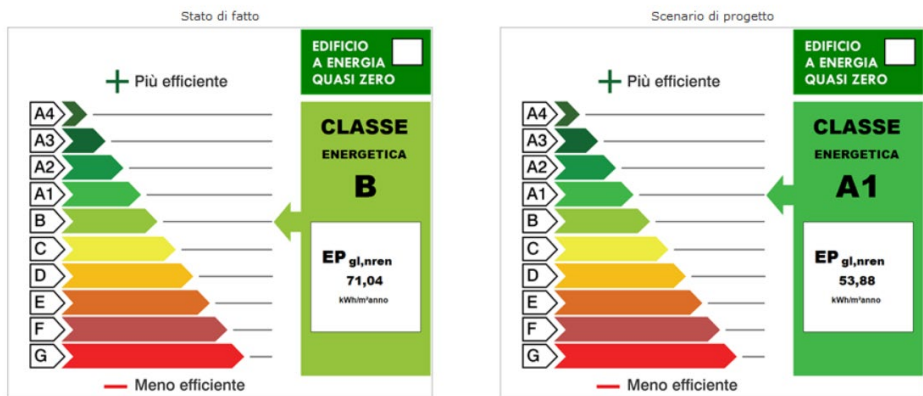 Stato di fatto
EDIFICIO
A ENERGIA
QUASI ZERO
+ Più efficiente
A4
A3
A2
A1
B
C
D
E
F
G
— Meno efficiente
CLASSE
ENERGETICA
B
EP gl,nren
71,04
kWh/m²anno
Scenario di progetto
EDIFICIO
A ENERGIA
QUASI ZERO
+ Più efficiente
A4
A3
A2
A1
B
C
D
E
F
G
— Meno efficiente
CLASSE
ENERGETICA
A1
EP gl,nren
53,88
kWh/m²anno